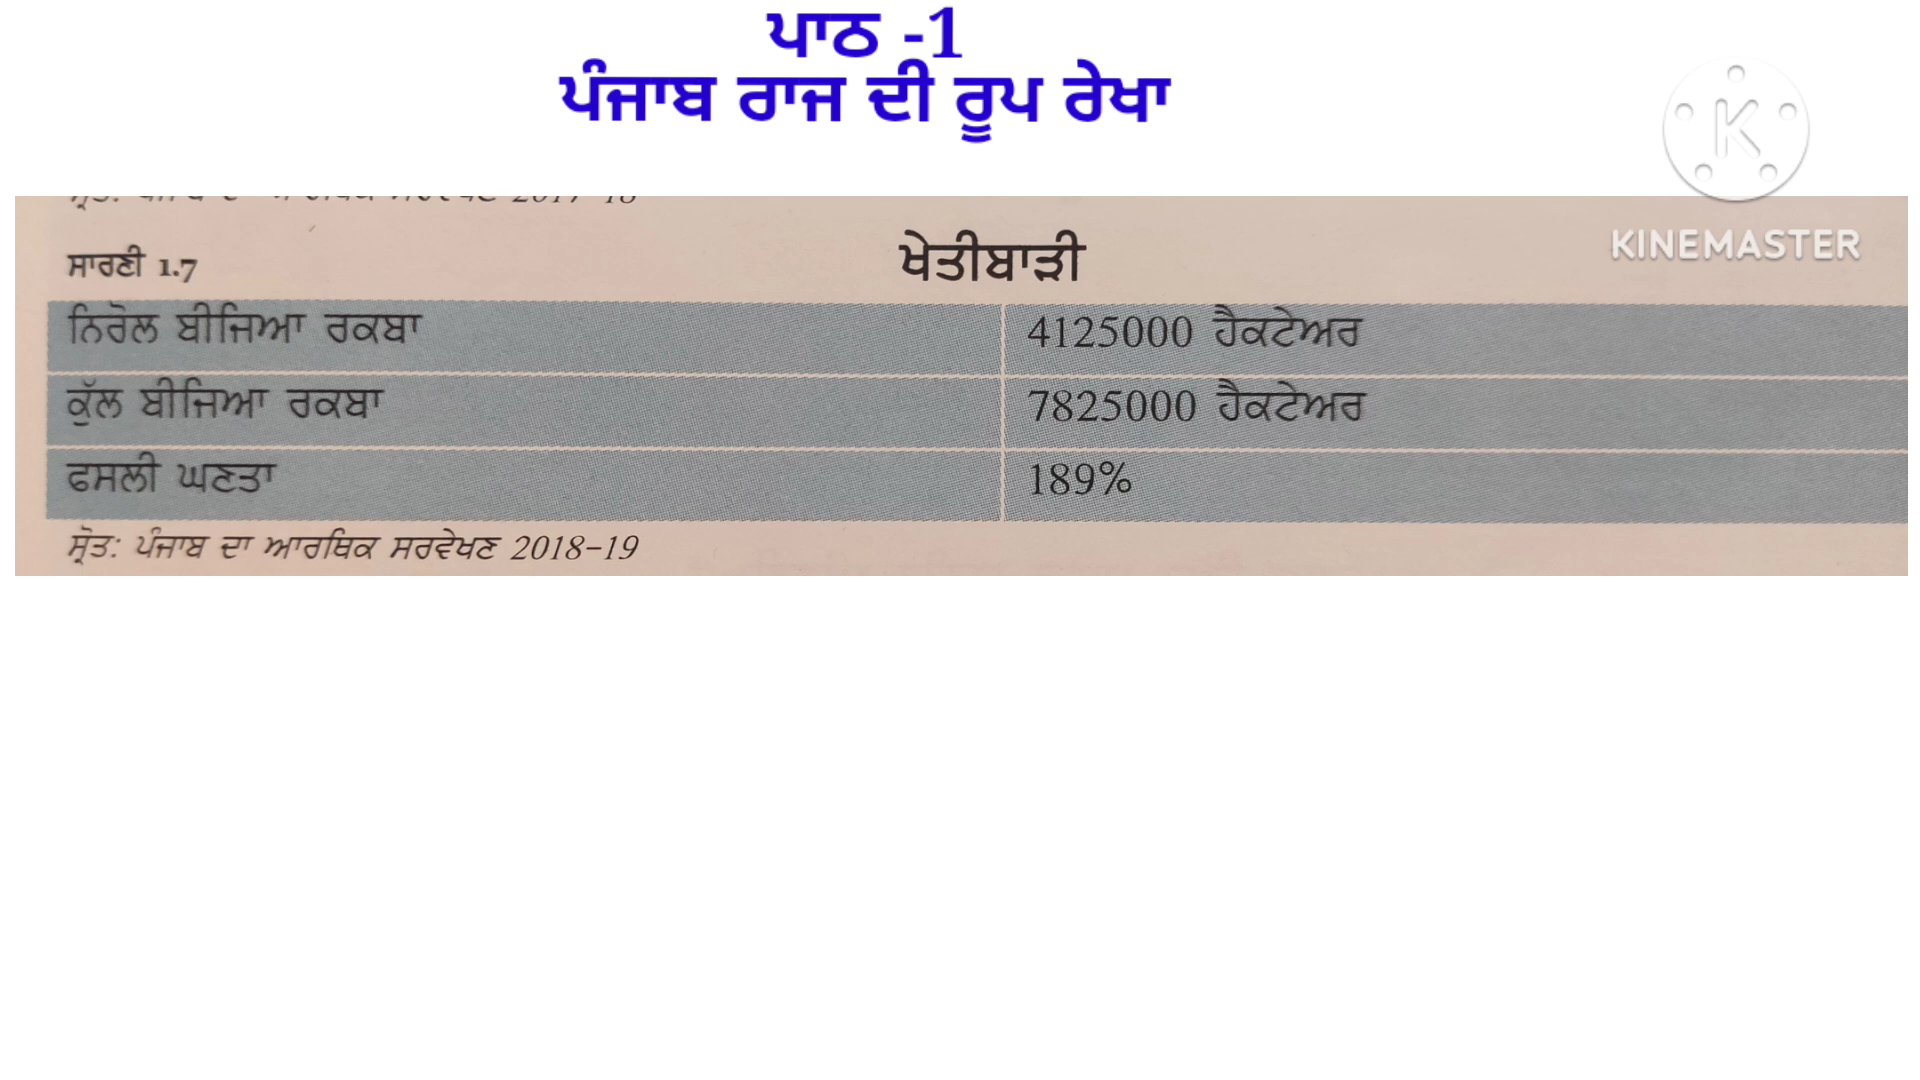 ਪਾਠ -1
ਪੰਜਾਬ ਰਾਜ ਦੀ ਰੂਪ ਰੇਖਾ
K
KINEMASTER
ਸਾਰਣੀ 1.7
ਖੇਤੀਬਾੜੀ
ਨਿਰੋਲ ਬੀਜਿਆ ਰਕਬਾ 4125000 ਹੈਕਟੇਅਰ
ਕੁੱਲ ਬੀਜਿਆ ਰਕਬਾ 7825000 ਹੈਕਟੇਅਰ
ਫਸਲੀ ਘਣਤਾ 189%
ਸ੍ਰੋਤ: ਪੰਜਾਬ ਦਾ ਆਰਥਿਕ ਸਰਵੇਖਣ 2018-19